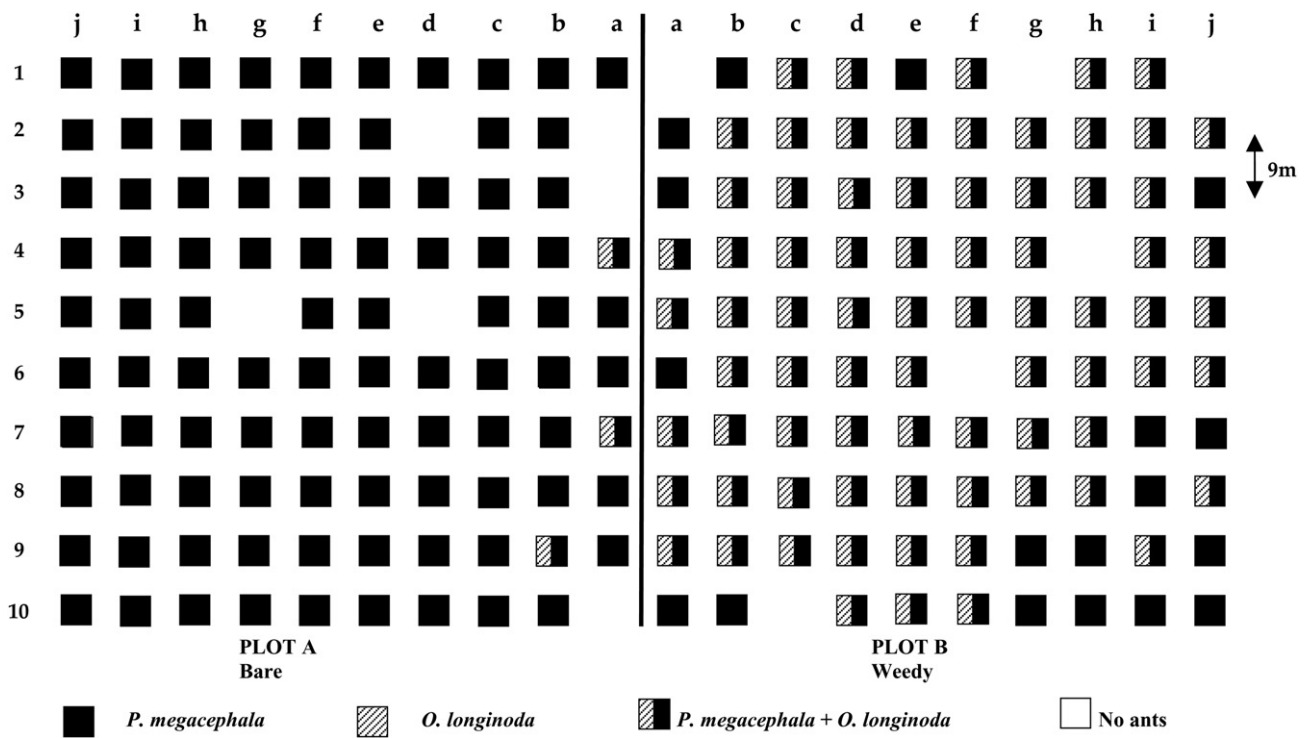 j i h g f e d c b a a b c d e f g h i j
1
2
3
9m
4
5
6
7
8
9
10
PLOT A PLOT B
Bare Weedy
P. megacephala O. longinoda P. megacephala + O. longinoda No ants